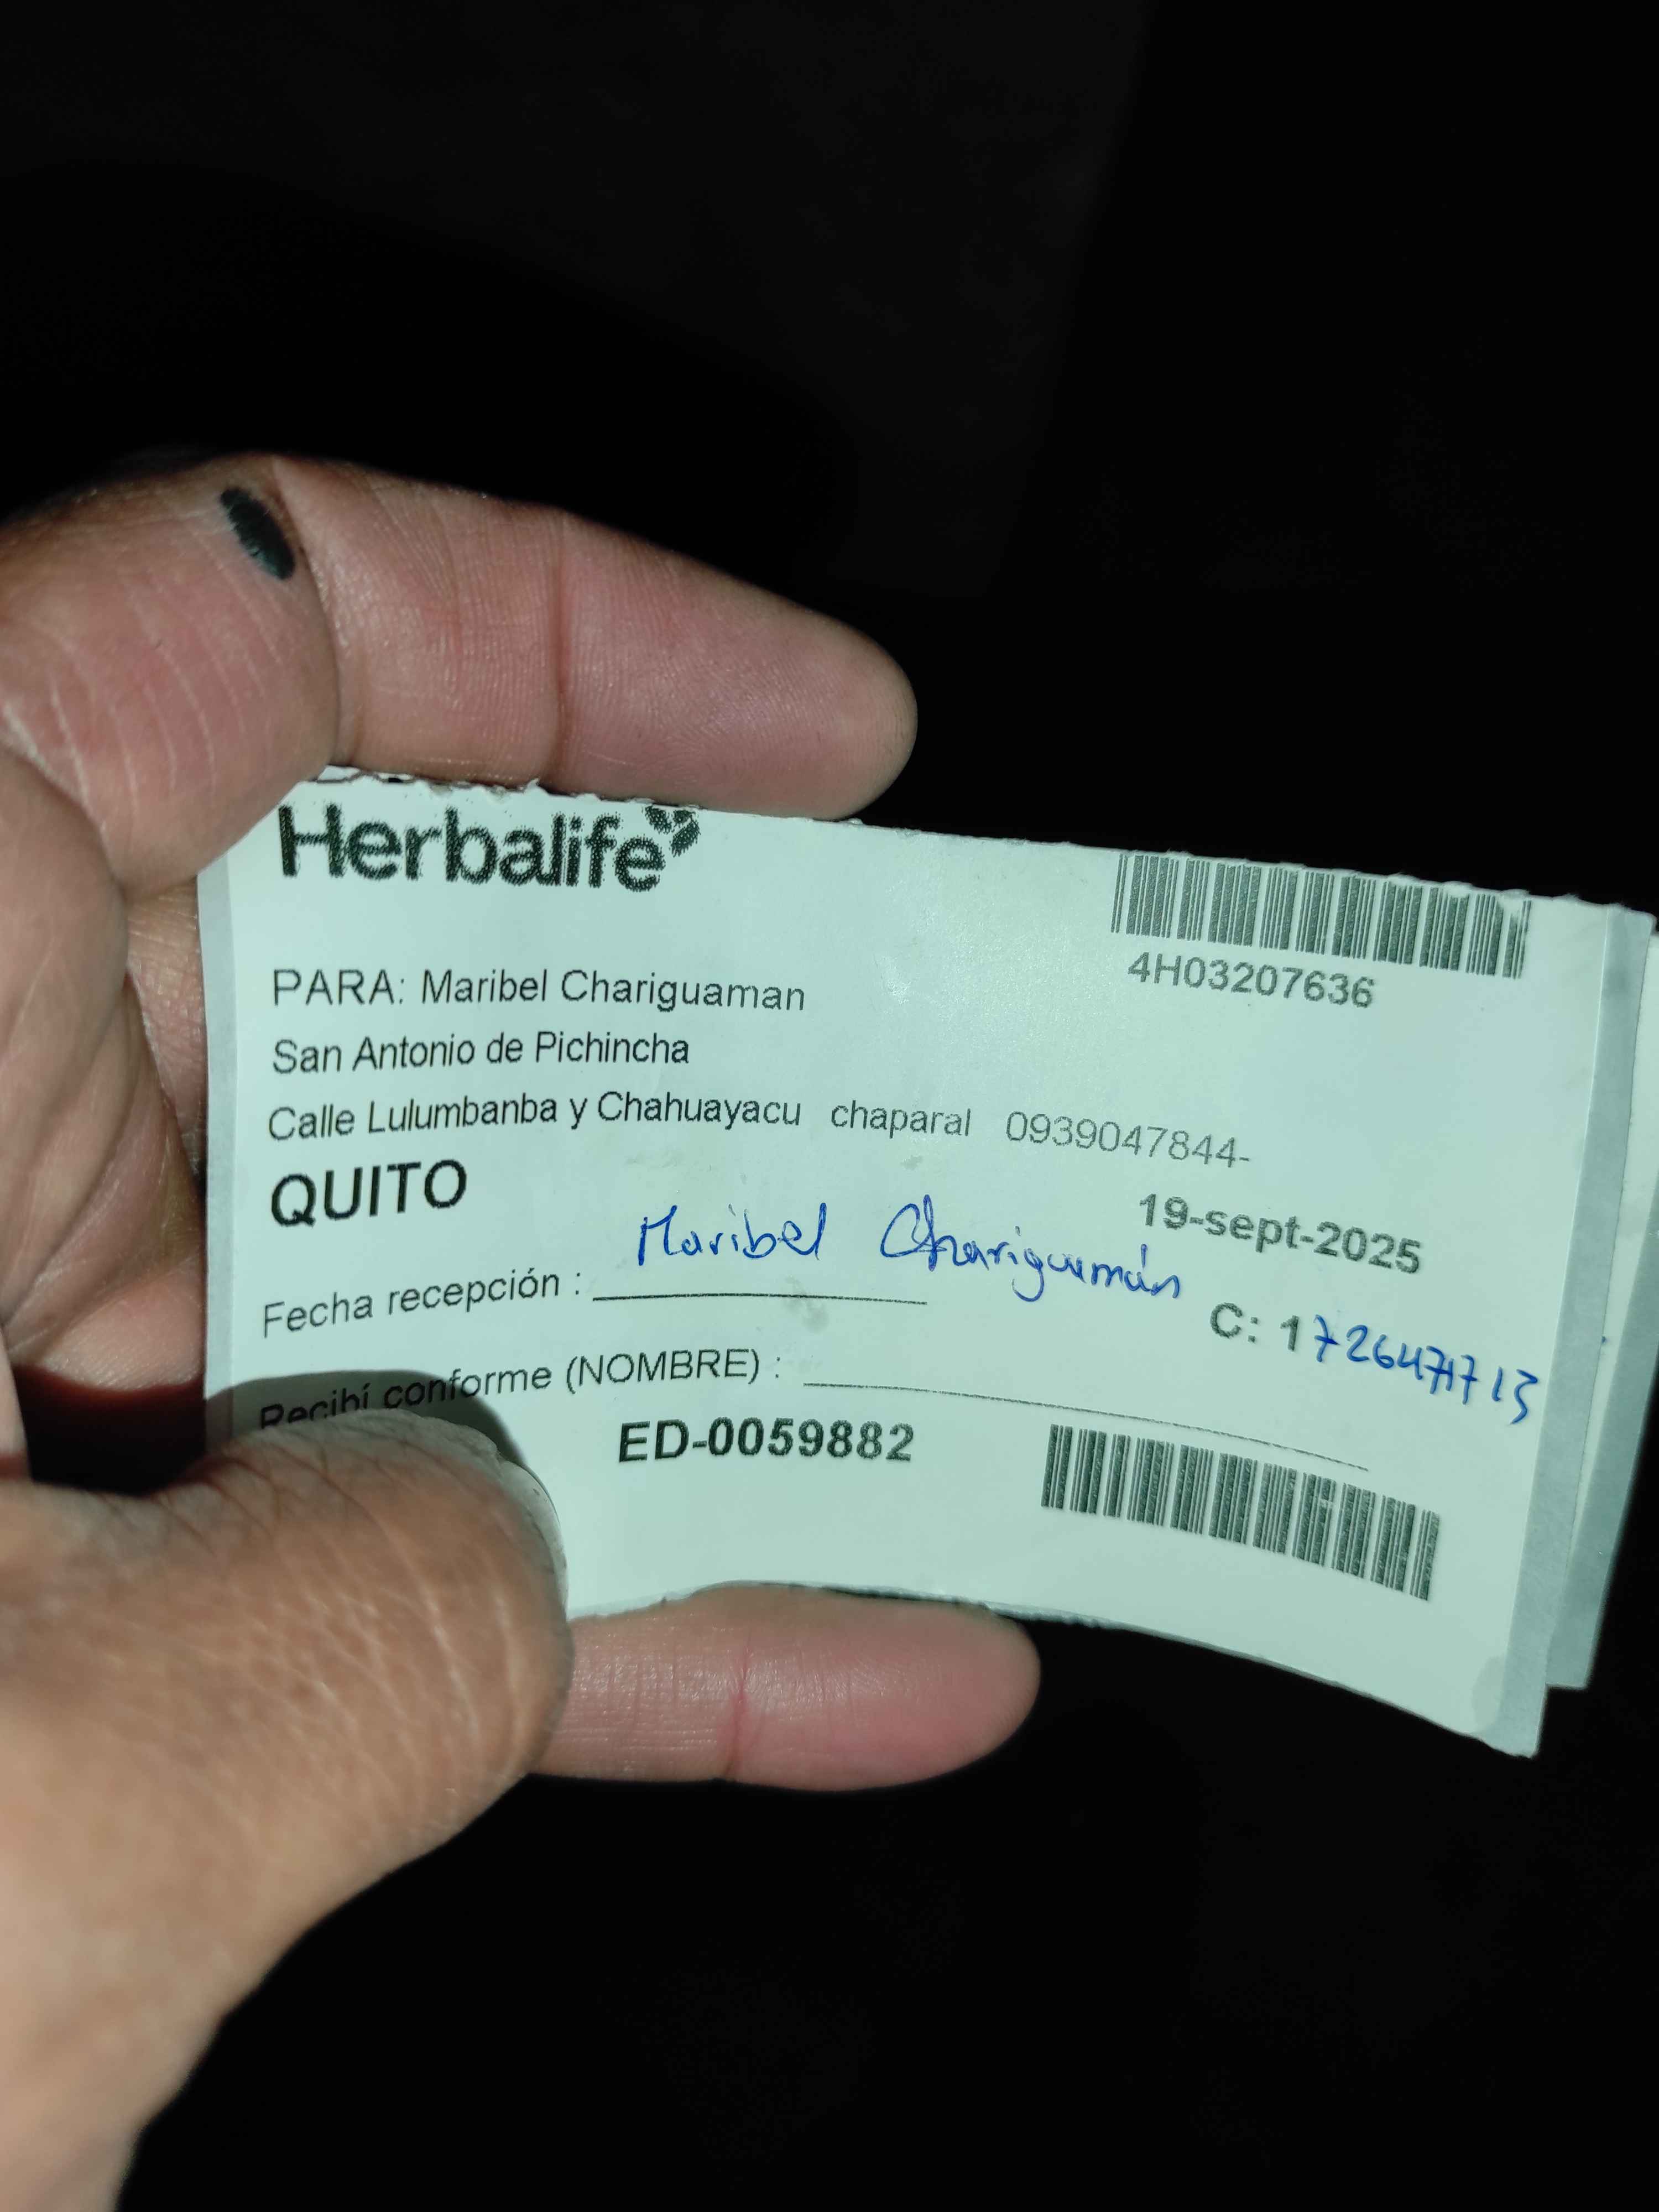 Herbalife
4H03207636
PARA: Maribel Chariguaman
San Antonio de Pichincha
Calle Lulumbanba y Chahuayacu chaparal 0939047844-
QUITO
19-sept-2025
Maribel Chariguamán
Fecha recepción : 
C: 1726471713
Recibí conforme (NOMBRE) :
ED-0059882